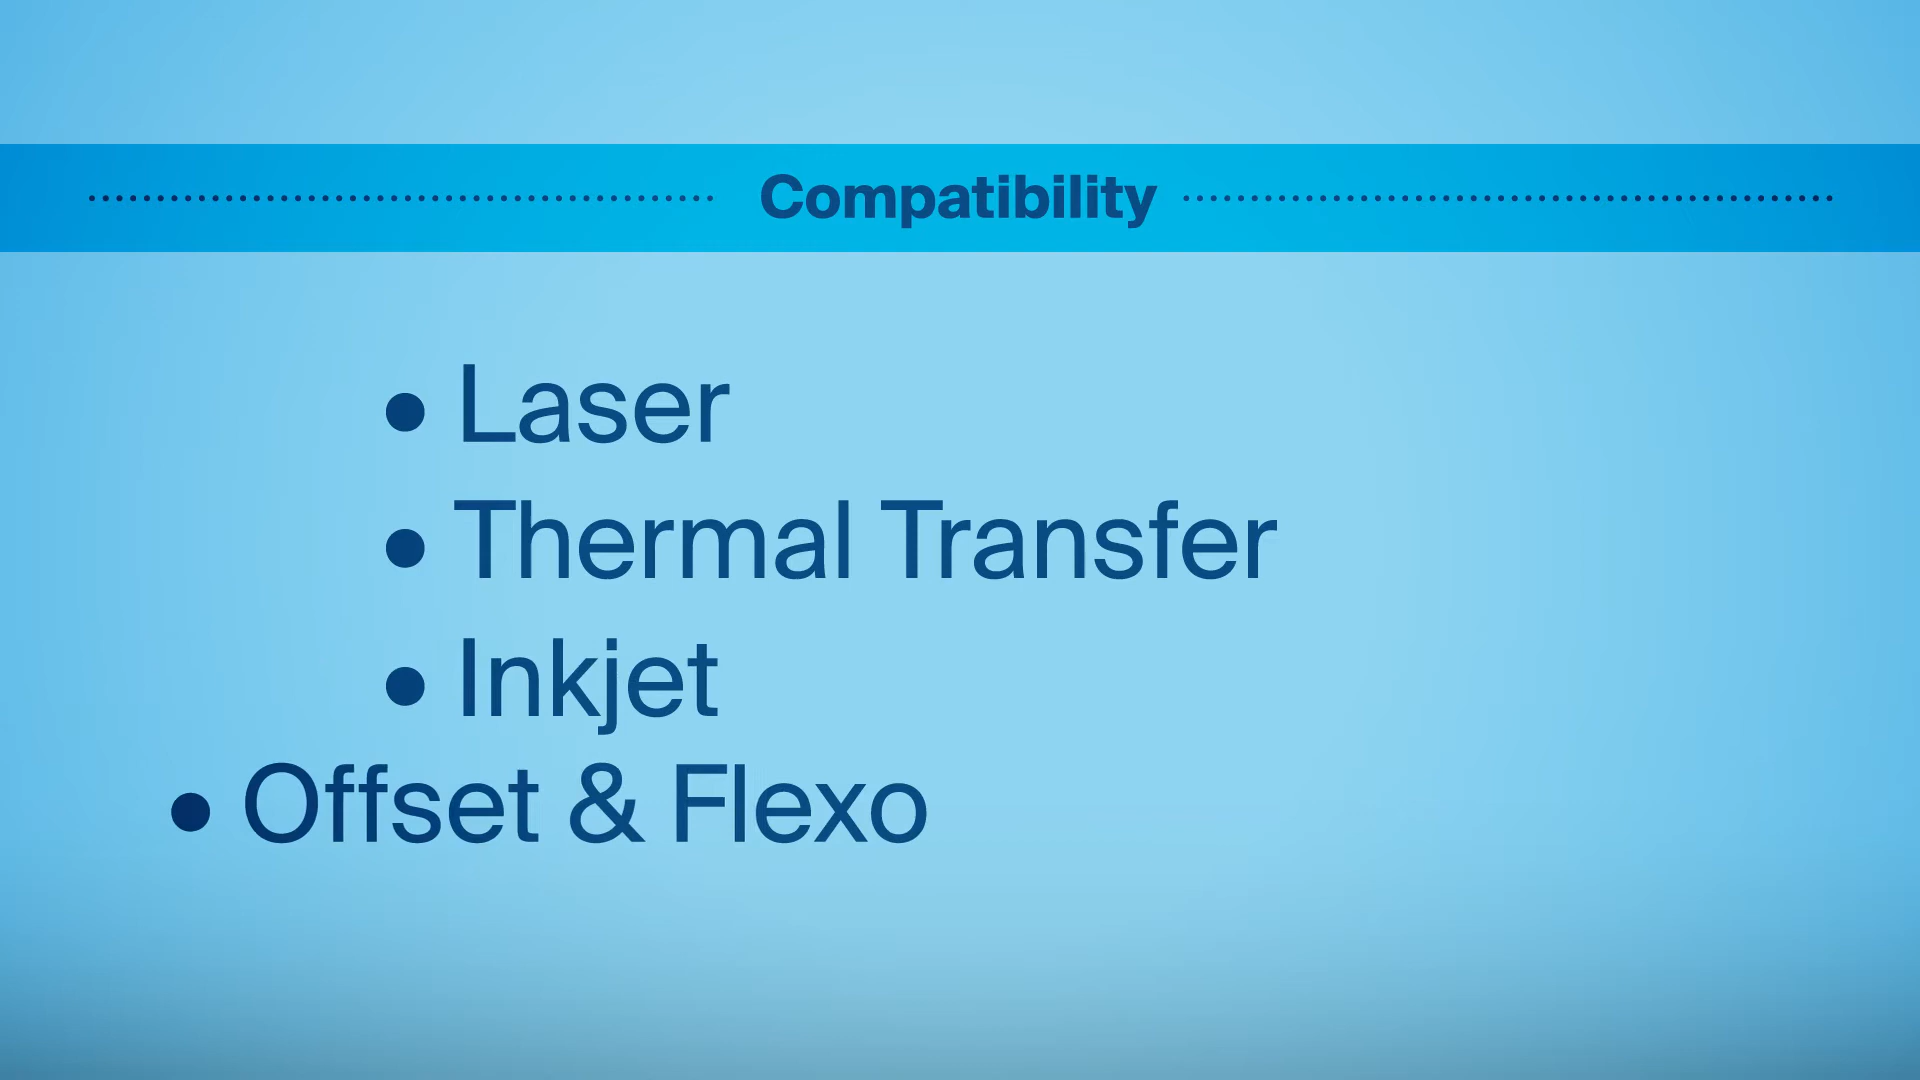 Compatibility
• Laser
• Thermal Transfer
• Inkjet
• Offset & Flexo